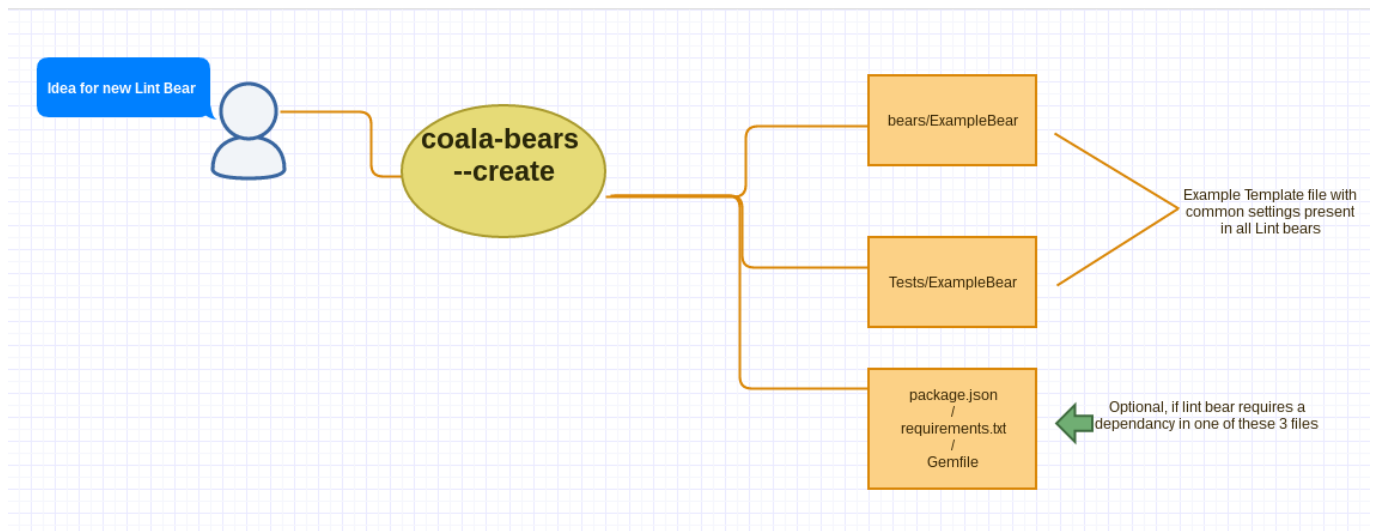 Idea for new Lint Bear
coala-bears
--create
bears/ExampleBear
Example Template file with
common settings present
in all Lint bears
Tests/ExampleBear
package.json
/
requirements.txt
/
Gemfile
Optional, if lint bear requires a
dependancy in one of these 3 files